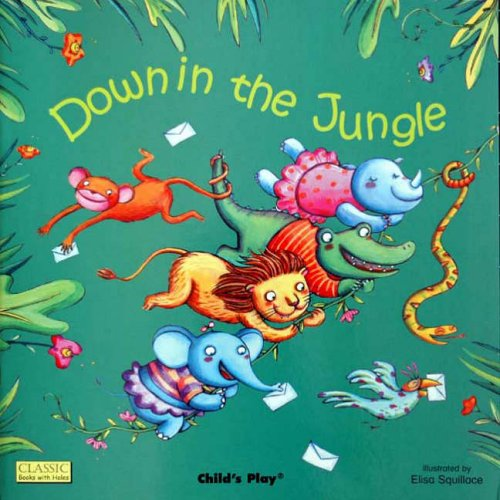 Down in the Jungle
CLASSIC
Books with Holes
Child's Play®
illustrated by
Elisa Squillace